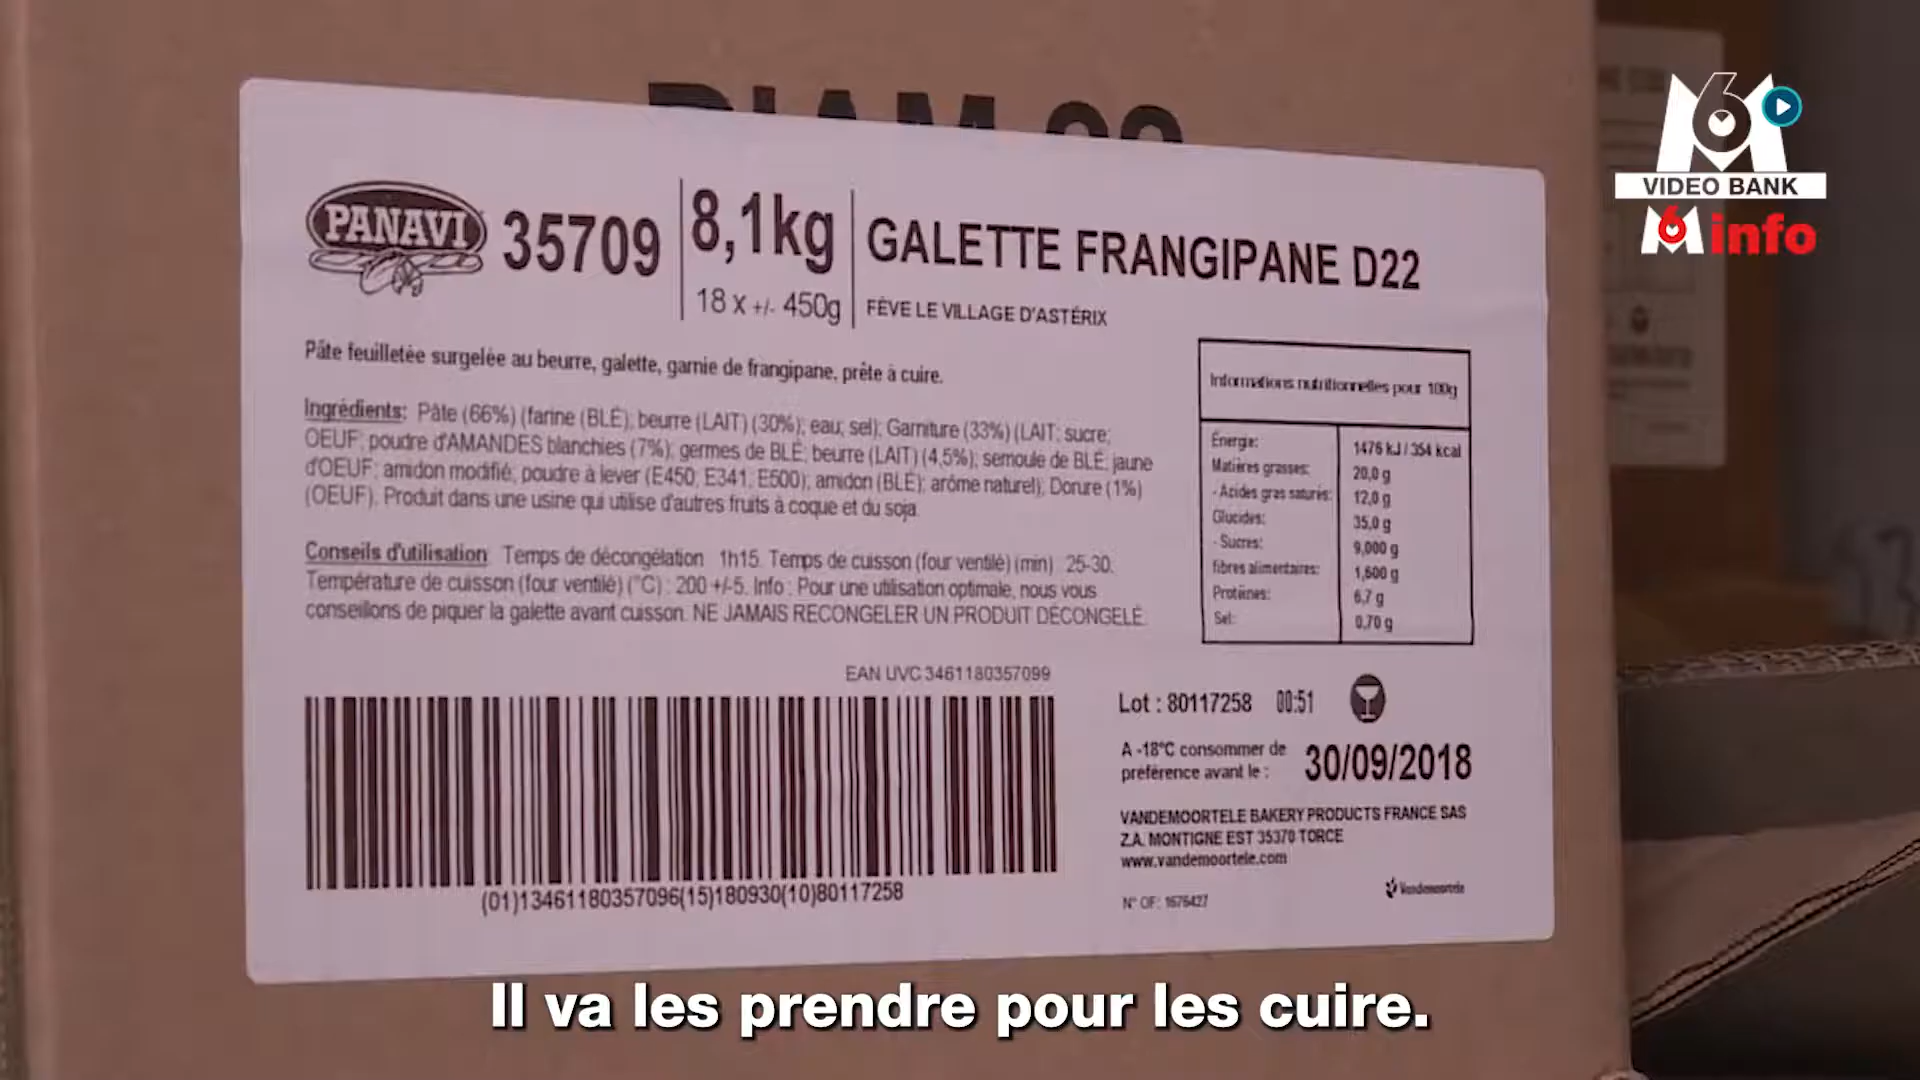 PANAVI
35709
8,1kg
18 x +/- 450g
GALETTE FRANGIPANE D22
FÈVE LE VILLAGE D'ASTÉRIX
Pâte feuilletée surgelée au beurre, galette, garnie de frangipane, prête à cuire.
Ingrédients: Pâte (66%) (farine (BLÉ); beurre (LAIT) (30%); eau; sel); Garniture (33%) (LAIT; sucre;
OEUF; poudre d'AMANDES blanchies (7%); germes de BLÉ; beurre (LAIT) (4,5%); semoule de BLÉ; jaune
d'OEUF; amidon modifié; poudre à lever (E450, E341, E500); amidon (BLÉ); arôme naturel); Dorure (1%)
(OEUF). Produit dans une usine qui utilise d'autres fruits à coque et du soja.
Conseils d'utilisation: Temps de décongélation 1h15. Temps de cuisson (four ventilé) (min) : 25-30.
Température de cuisson (four ventilé) (°C) : 200 +/-5. Info : Pour une utilisation optimale, nous vous
conseillons de piquer la galette avant cuisson. NE JAMAIS RECONGELER UN PRODUIT DÉCONGELÉ.
Informations nutritionnelles pour 100g
Énergie: 1476 kJ / 354 kcal
Matières grasses: 20,0 g
- Acides gras saturés: 12,0 g
Glucides: 35,0 g
- Sucres: 9,000 g
fibres alimentaires: 1,600 g
Protéines: 6,7 g
Sel: 0,70 g
EAN UVC 3461180357099
(01)13461180357096(15)180930(10)80117258
Lot : 80117258 00:51
A -18°C consommer de
préférence avant le : 30/09/2018
VANDEMOORTELE BAKERY PRODUCTS FRANCE SAS
Z.A. MONTIGNE EST 35370 TORCE
www.vandemoortele.com
N° OF: 1676427
Vandemoortele
M6
VIDEO BANK
M6 info
Il va les prendre pour les cuire.